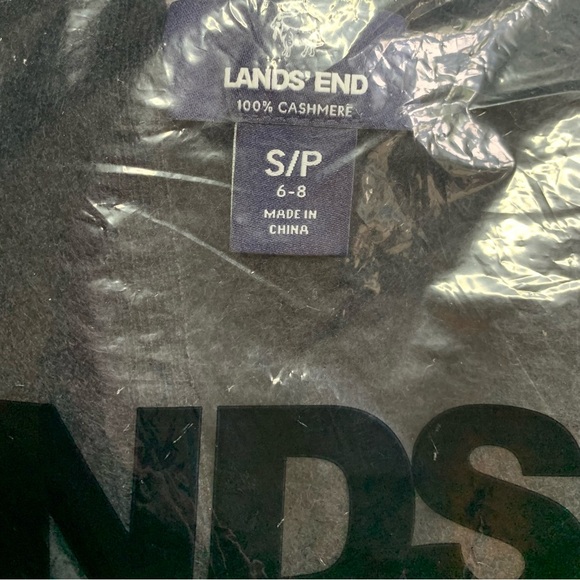 LANDS' END
100% CASHMERE
S/P
6-8
MADE IN
CHINA
NDS